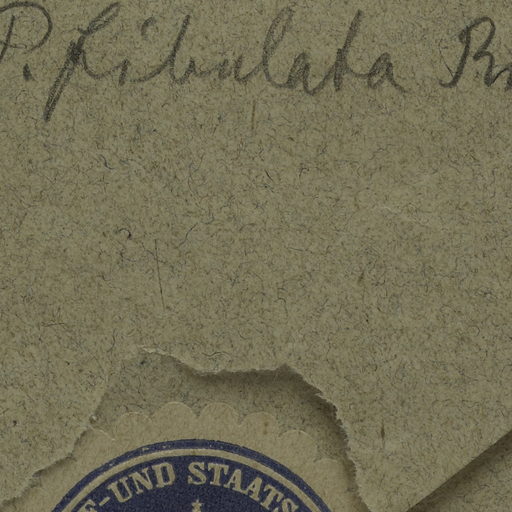 P. fibulata
F-UND STAATS